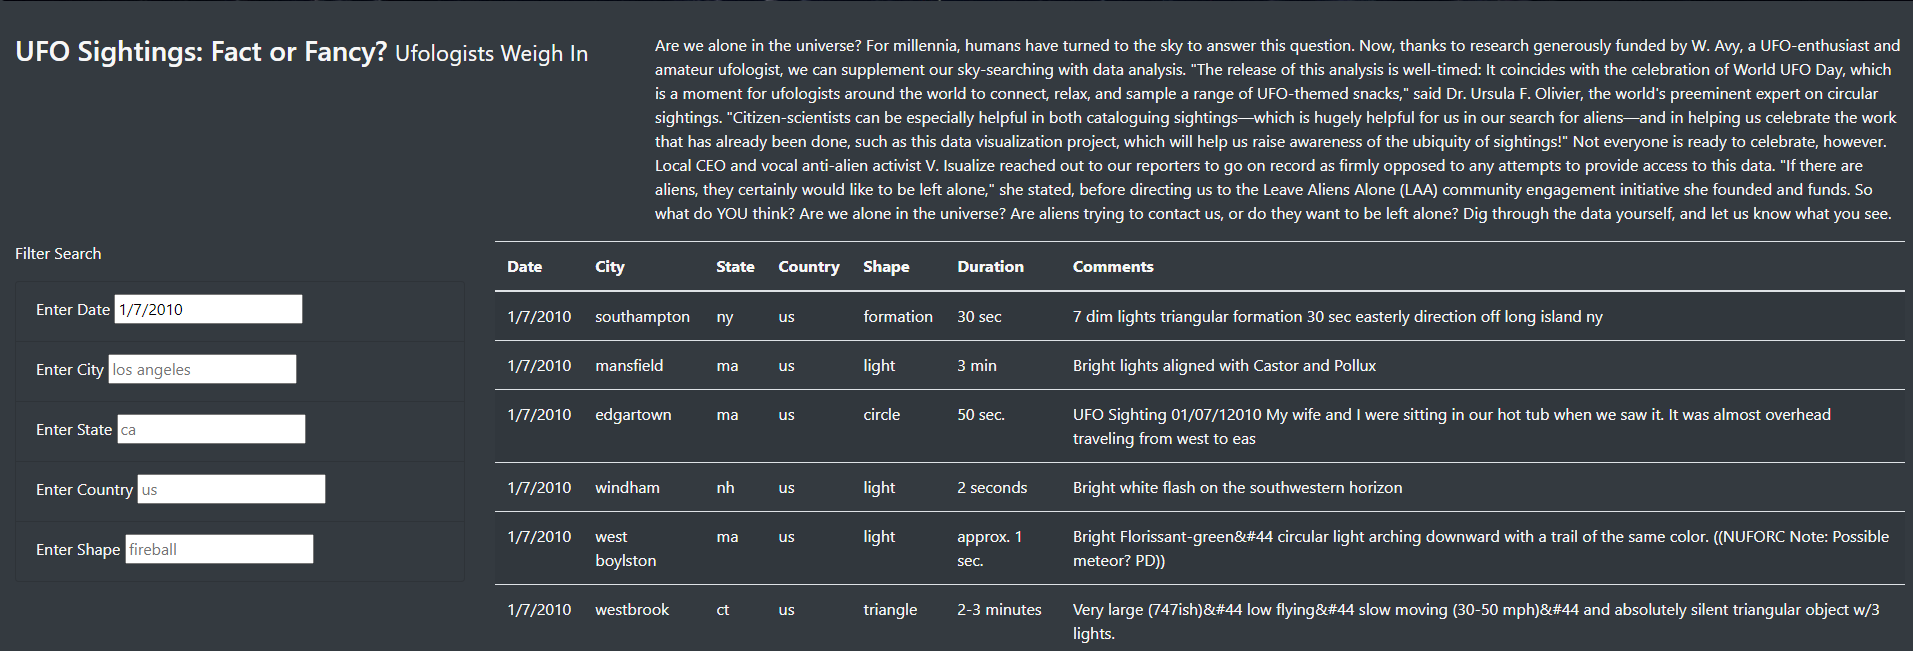 UFO Sightings: Fact or Fancy? Ufologists Weigh In
Are we alone in the universe? For millennia, humans have turned to the sky to answer this question. Now, thanks to research generously funded by W. Avy, a UFO-enthusiast and
amateur ufologist, we can supplement our sky-searching with data analysis. "The release of this analysis is well-timed: It coincides with the celebration of World UFO Day, which
is a moment for ufologists around the world to connect, relax, and sample a range of UFO-themed snacks," said Dr. Ursula F. Olivier, the world's preeminent expert on circular
sightings. "Citizen-scientists can be especially helpful in both cataloguing sightings—which is hugely helpful for us in our search for aliens—and in helping us celebrate the work
that has already been done, such as this data visualization project, which will help us raise awareness of the ubiquity of sightings!" Not everyone is ready to celebrate, however.
Local CEO and vocal anti-alien activist V. Isualize reached out to our reporters to go on record as firmly opposed to any attempts to provide access to this data. "If there are
aliens, they certainly would like to be left alone," she stated, before directing us to the Leave Aliens Alone (LAA) community engagement initiative she founded and funds. So
what do YOU think? Are we alone in the universe? Are aliens trying to contact us, or do they want to be left alone? Dig through the data yourself, and let us know what you see.
Filter Search
Enter Date 1/7/2010
Enter City los angeles
Enter State ca
Enter Country us
Enter Shape fireball
Date City State Country Shape Duration Comments
1/7/2010 southampton ny us formation 30 sec 7 dim lights triangular formation 30 sec easterly direction off long island ny
1/7/2010 mansfield ma us light 3 min Bright lights aligned with Castor and Pollux
1/7/2010 edgartown ma us circle 50 sec. UFO Sighting 01/07/12010 My wife and I were sitting in our hot tub when we saw it. It was almost overhead
traveling from west to eas
1/7/2010 windham nh us light 2 seconds Bright white flash on the southwestern horizon
1/7/2010 west ma us light approx. 1 Bright Florissant-green&#44 circular light arching downward with a trail of the same color. ((NUFORC Note: Possible
boylston sec. meteor? PD))
1/7/2010 westbrook ct us triangle 2-3 minutes Very large (747ish)&#44 low flying&#44 slow moving (30-50 mph)&#44 and absolutely silent triangular object w/3
lights.